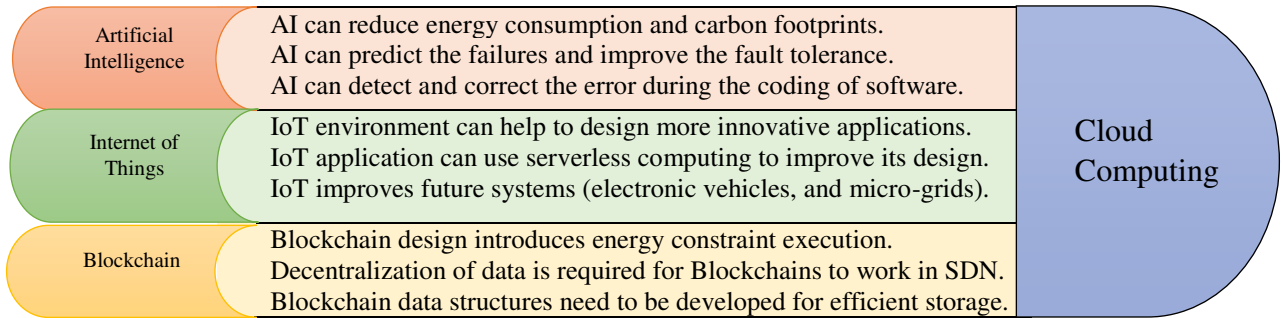 Artificial
Intelligence
AI can reduce energy consumption and carbon footprints.
AI can predict the failures and improve the fault tolerance.
AI can detect and correct the error during the coding of software.
Internet of
Things
IoT environment can help to design more innovative applications.
IoT application can use serverless computing to improve its design.
IoT improves future systems (electronic vehicles, and micro-grids).
Blockchain
Blockchain design introduces energy constraint execution.
Decentralization of data is required for Blockchains to work in SDN.
Blockchain data structures need to be developed for efficient storage.
Cloud
Computing